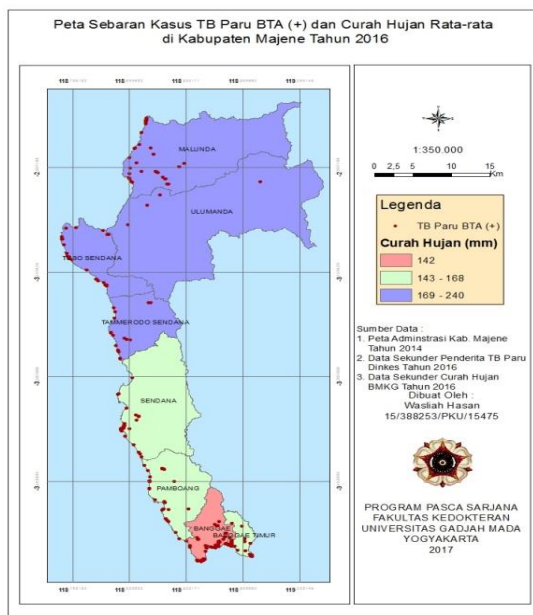 Peta Sebaran Kasus TB Paru BTA (+) dan Curah Hujan Rata-rata
di Kabupaten Majene Tahun 2016
MALUNDA
ULUMANDA
TUBO SENDANA
TAMMERODO SENDANA
SENDANA
PAMBOANG
BANGGAE
BANGGAE TIMUR
1:350.000
0 2,5 5 10 15
Km
Legenda
TB Paru BTA (+)
Curah Hujan (mm)
142
143 - 168
169 - 240
Sumber Data :
1. Peta Adminstrasi Kab. Majene
Tahun 2014
2. Data Sekunder Penderita TB Paru
Dinkes Tahun 2016
3. Data Sekunder Curah Hujan
BMKG Tahun 2016
Dibuat Oleh :
Wasliah Hasan
15/388253/PKU/15475
PROGRAM PASCA SARJANA
FAKULTAS KEDOKTERAN
UNIVERSITAS GADJAH MADA
YOGYAKARTA
2017